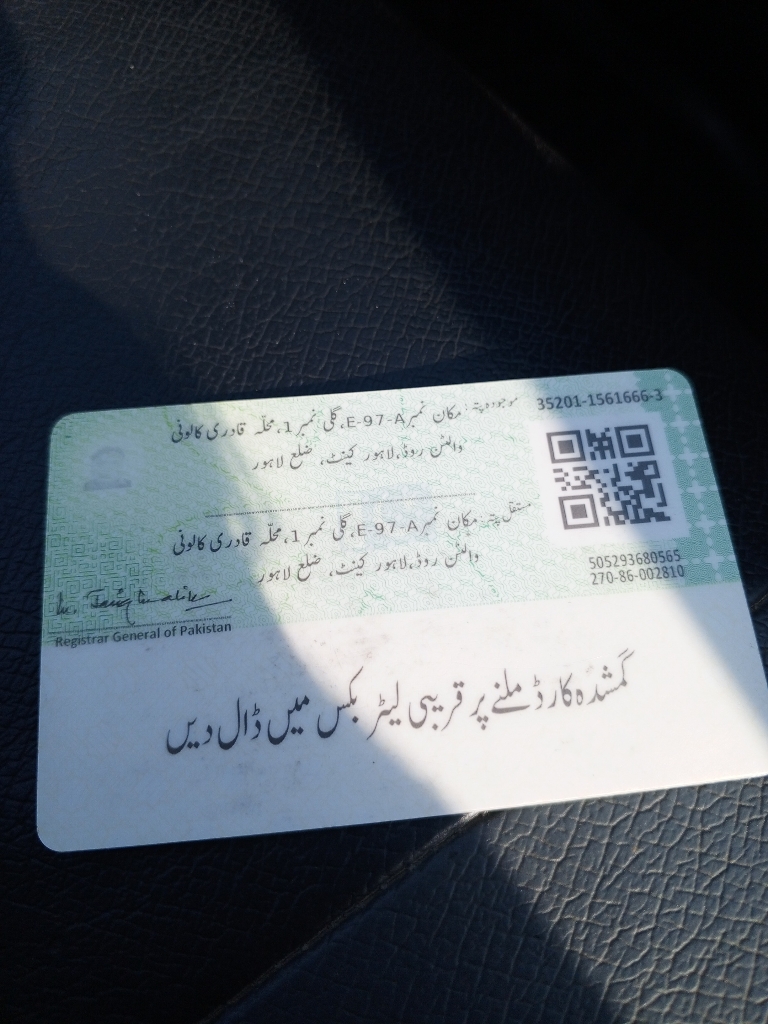 35201-1561666-3
موجودہ پتہ: مکان نمبر E-97-A، گلی نمبر 1، محلّہ قادری کالونی
والٹن روڈ، لاہور کینٹ، ضلع لاہور
مستقل پتہ: مکان نمبر E-97-A، گلی نمبر 1، محلّہ قادری کالونی
والٹن روڈ، لاہور کینٹ، ضلع لاہور
505293680565
270-86-002810
Registrar General of Pakistan
گمشدہ کارڈ ملنے پر قریبی لیٹر بکس میں ڈال دیں